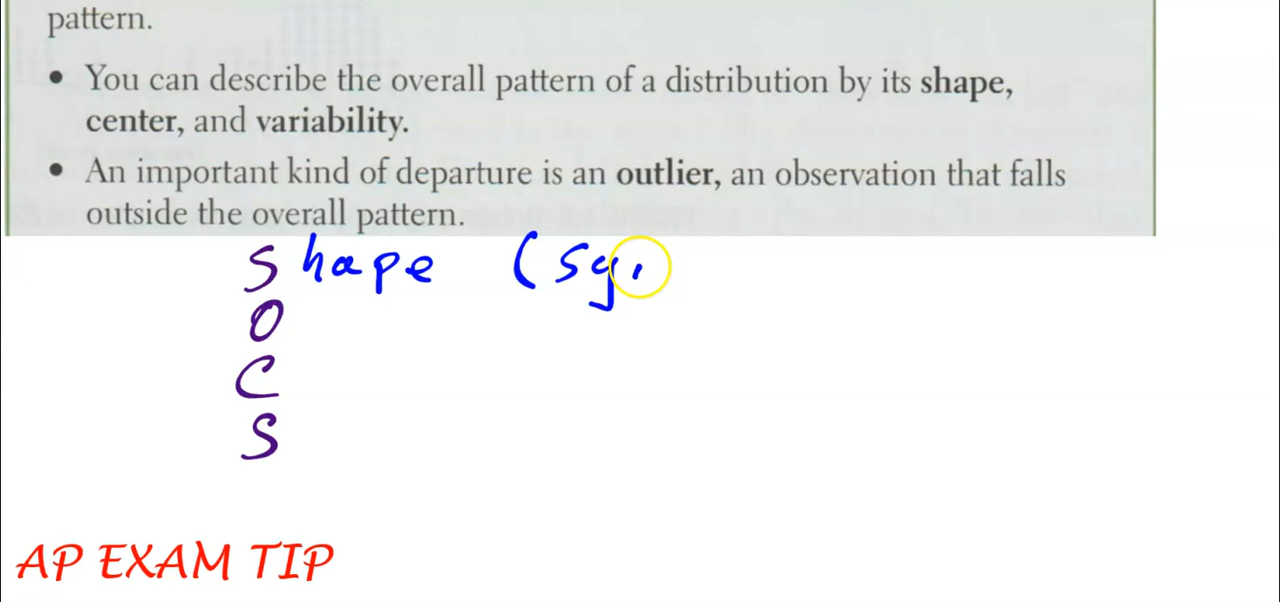 pattern.
• You can describe the overall pattern of a distribution by its shape,
center, and variability.
• An important kind of departure is an outlier, an observation that falls
outside the overall pattern.
Shape (sy
O
C
S
AP EXAM TIP